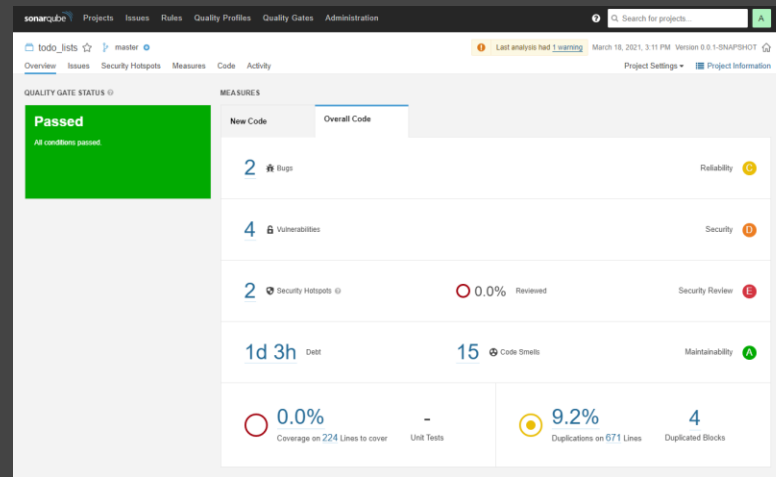 sonarqube Projects Issues Rules Quality Profiles Quality Gates Administration ? Search for projects... A
todo_lists master Last analysis had 1 warning March 18, 2021, 3:11 PM Version 0.0.1-SNAPSHOT
Overview Issues Security Hotspots Measures Code Activity Project Settings Project Information
QUALITY GATE STATUS MEASURES
Passed
All conditions passed.
New Code Overall Code
2 Bugs Reliability C
4 Vulnerabilities Security D
2 Security Hotspots 0.0% Reviewed Security Review E
1d 3h Debt 15 Code Smells Maintainability A
0.0% - 9.2% 4
Coverage on 224 Lines to cover Unit Tests Duplications on 671 Lines Duplicated Blocks